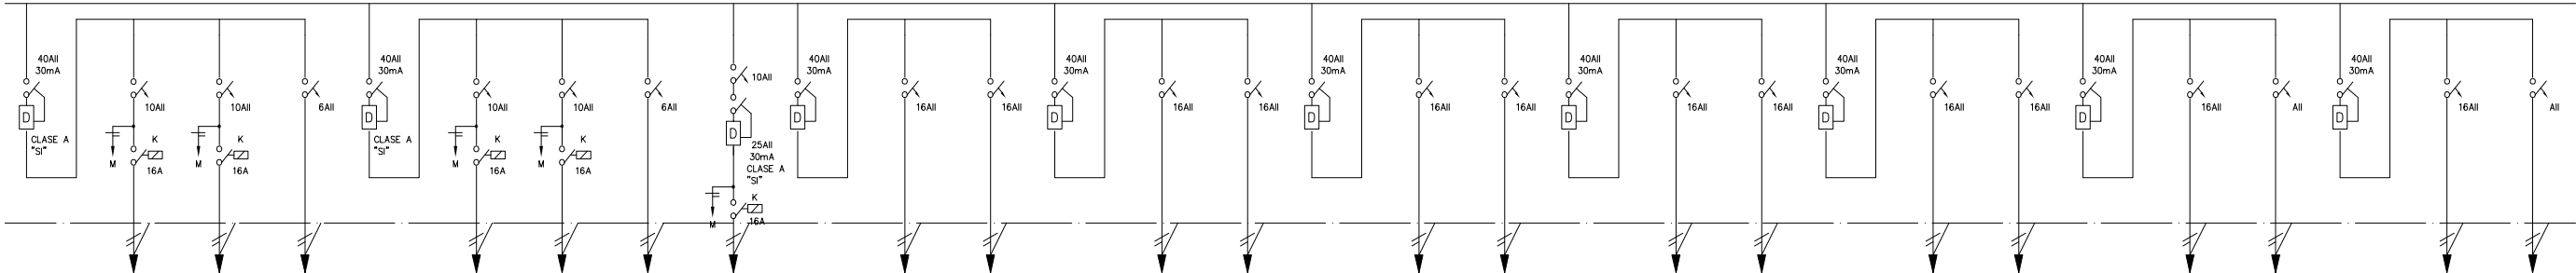 40AII
30mA
CLASE A
"SI"
10AII
M
K
16A
10AII
M
K
16A
6AII
40AII
30mA
CLASE A
"SI"
10AII
M
K
16A
10AII
M
K
16A
6AII
10AII
25AII
30mA
CLASE A
"SI"
M
K
16A
40AII
30mA
16AII
16AII
40AII
30mA
16AII
16AII
40AII
30mA
16AII
16AII
40AII
30mA
16AII
16AII
40AII
30mA
16AII
16AII
40AII
30mA
16AII
AII
40AII
30mA
16AII
AII
D
D
D
D
D
D
D
D
D
D